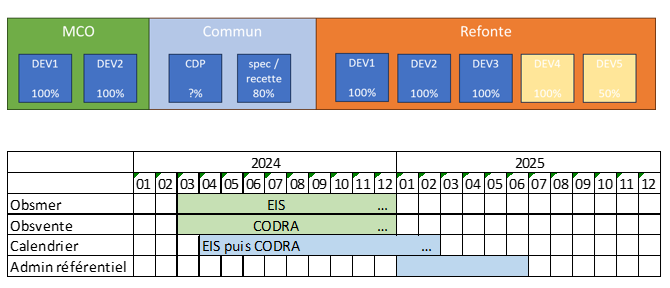 MCO Commun Refonte
DEV1 DEV2 CDP spec / recette DEV1 DEV2 DEV3 DEV4 DEV5
100% 100% ?% 80% 100% 100% 100% 100% 50%
2024 2025
01 02 03 04 05 06 07 08 09 10 11 12 01 02 03 04 05 06 07 08 09 10 11 12
Obsmer EIS ...
Obsvente CODRA ...
Calendrier EIS puis CODRA ...
Admin référentiel